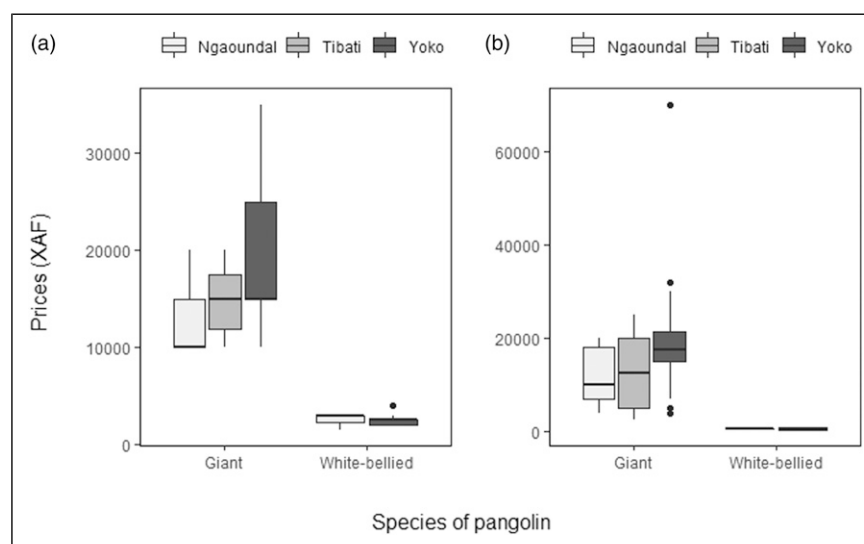 (a) Ngaoundal Tibati Yoko
(b) Ngaoundal Tibati Yoko
Prices (XAF)
30000
20000
10000
0
Giant White-bellied
60000
40000
20000
0
Giant White-bellied
Species of pangolin